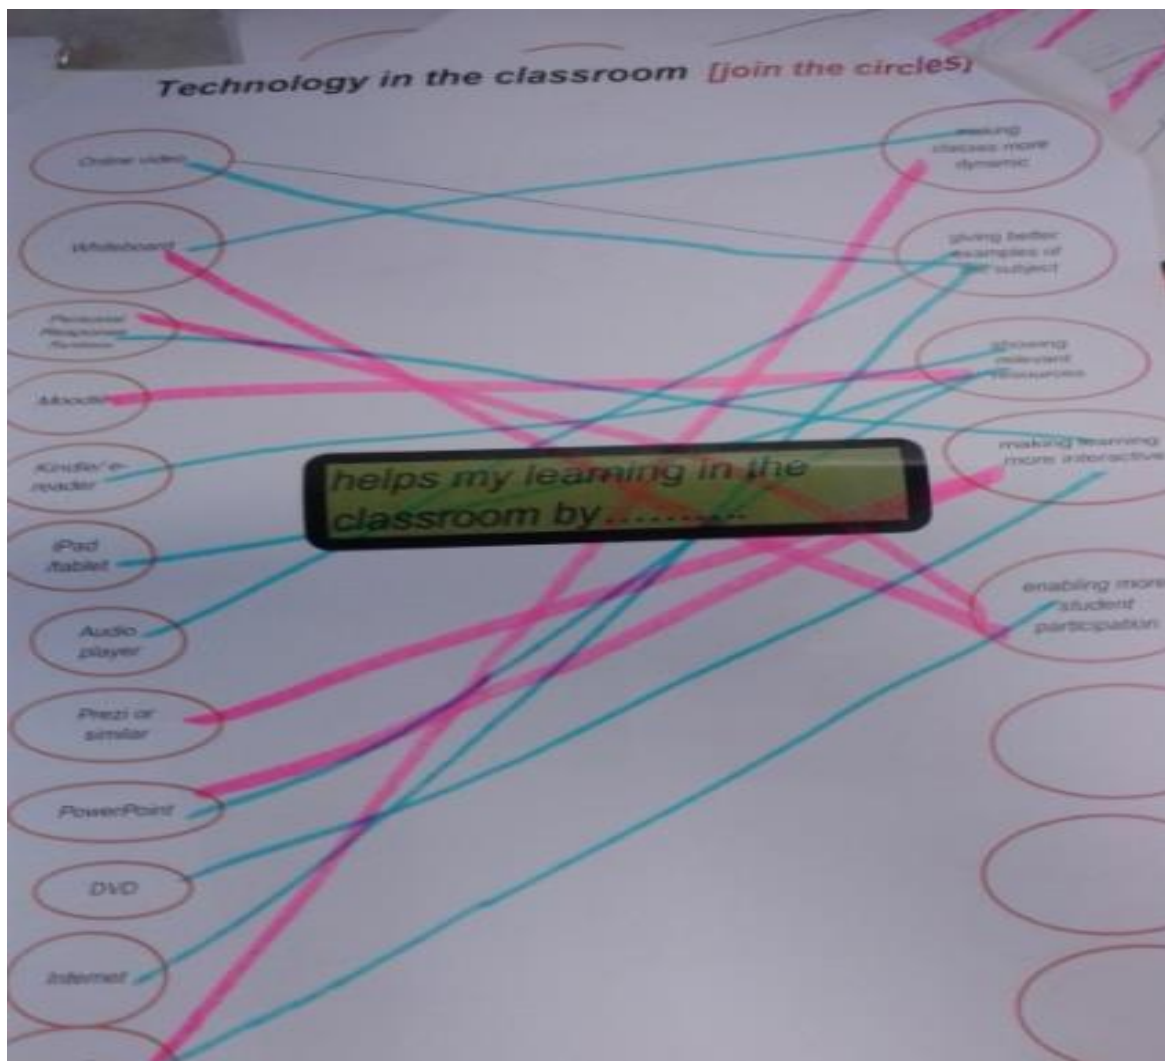 Technology in the classroom [join the circles)
Online video
Whiteboard
Personal
Response
System
Moodle
Kindle/ e-
reader
iPad
/tablet
Audio
player
Prezi or
similar
PowerPoint
DVD
Internet
helps my learning in the
classroom by..........
making
classes more
dynamic
giving better
examples of
subject
showing
relevant
resources
making learning
more interactive
enabling more
student
participation